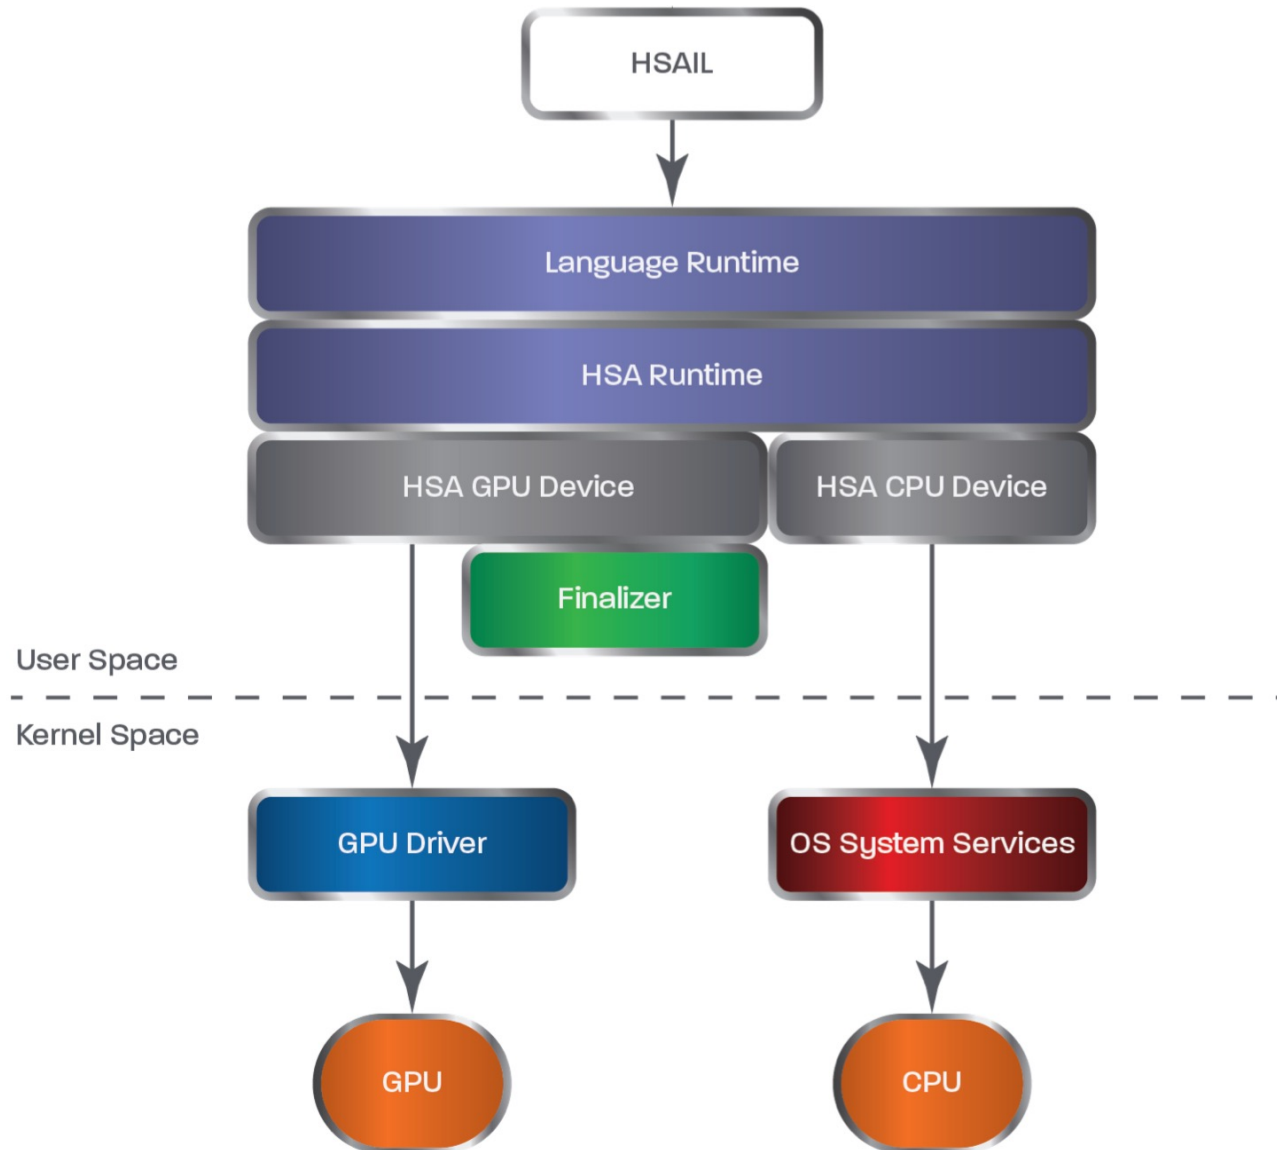 HSAIL
Language Runtime
HSA Runtime
HSA GPU Device
HSA CPU Device
Finalizer
User Space
Kernel Space
GPU Driver
OS System Services
GPU
CPU